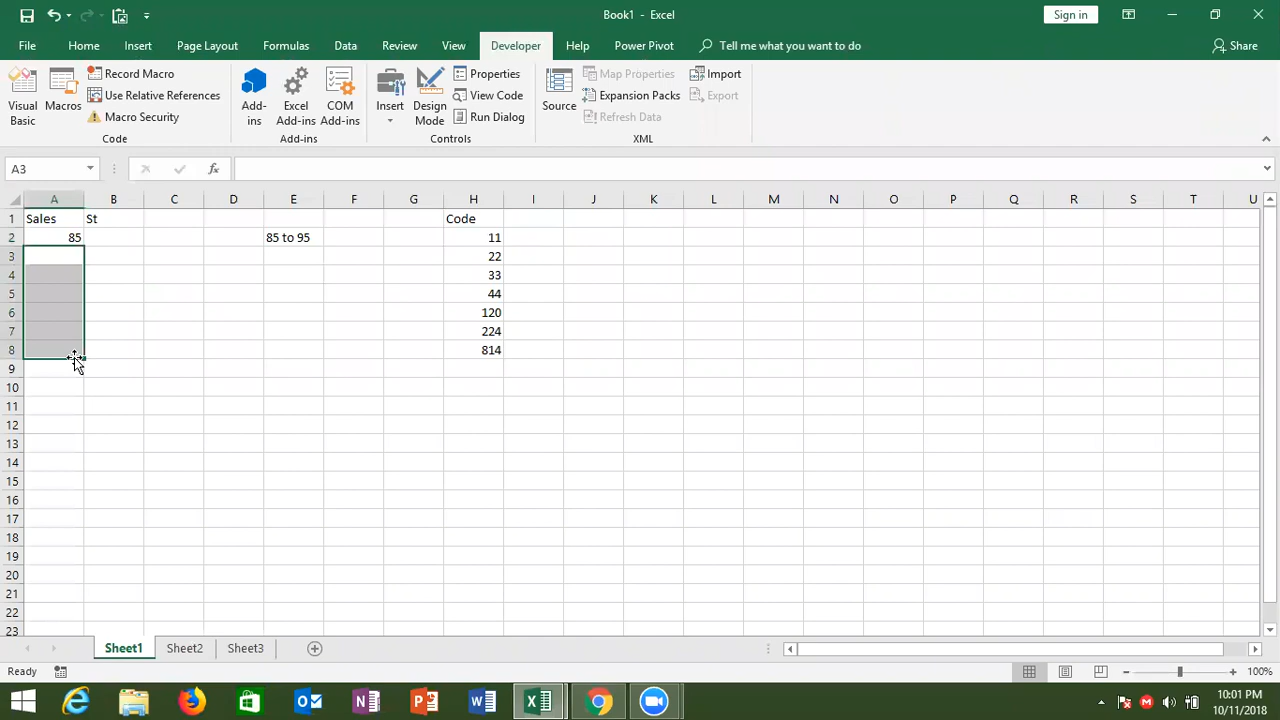 Book1 - Excel
Sign in
File Home Insert Page Layout Formulas Data Review View Developer Help Power Pivot Tell me what you want to do Share
Visual Basic
Macros
Record Macro
Use Relative References
Macro Security
Code
Add-ins
Excel Add-ins
COM Add-ins
Add-ins
Insert
Design Mode
Properties
View Code
Run Dialog
Controls
Source
Map Properties
Expansion Packs
Refresh Data
Import
Export
XML
A3
fx
A B C D E F G H I J K L M N O P Q R S T U
1 Sales St Code
2 85 85 to 95 11
3 22
4 33
5 44
6 120
7 224
8 814
9
10
11
12
13
14
15
16
17
18
19
20
21
22
23
Sheet1 Sheet2 Sheet3
Ready 100%
10:01 PM
10/11/2018